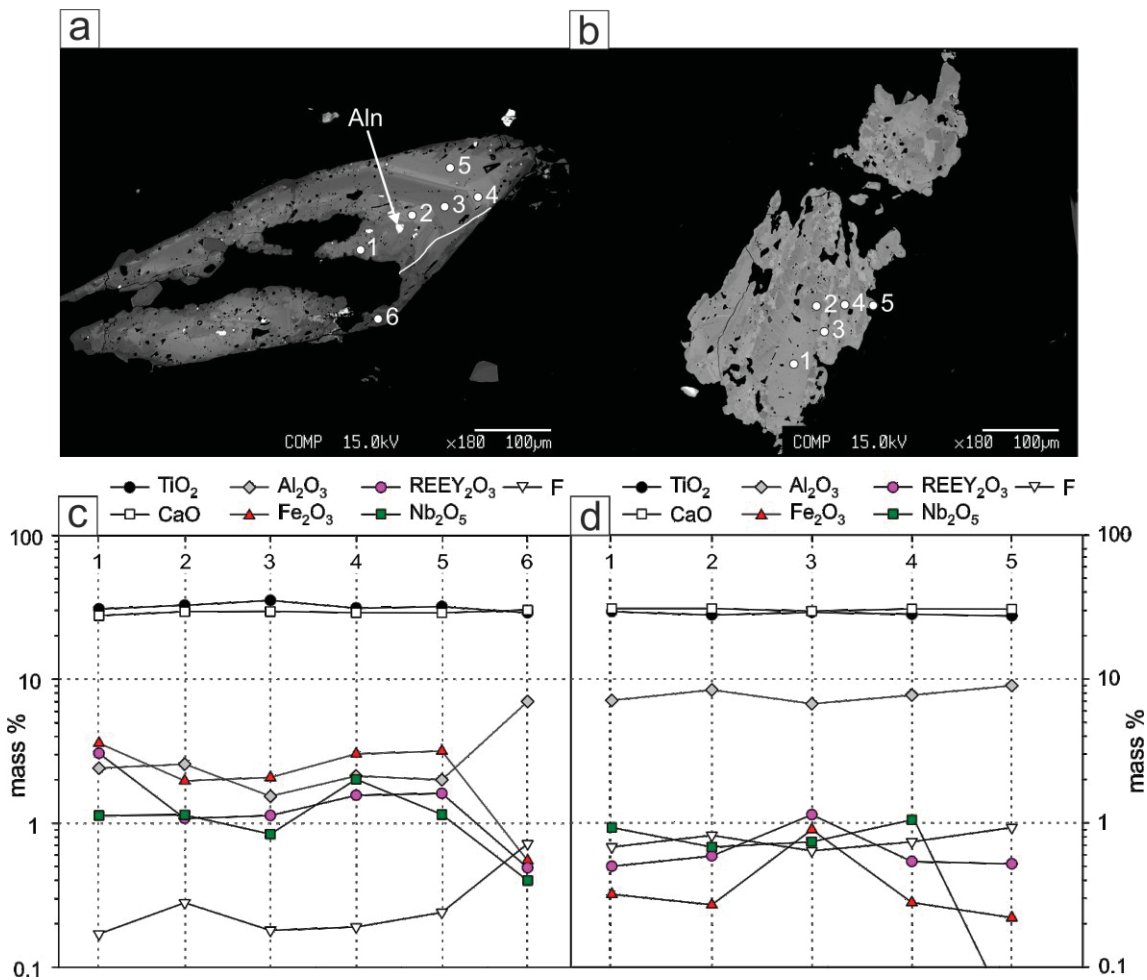 a
b
Aln
5
4
3
2
1
6
2 4 5
3
1
COMP 15.0kV ×180 100µm
COMP 15.0kV ×180 100µm
TiO₂ Al₂O₃ REEY₂O₃ F
CaO Fe₂O₃ Nb₂O₅
TiO₂ Al₂O₃ REEY₂O₃ F
CaO Fe₂O₃ Nb₂O₅
c
d
100
10
1
0.1
mass %
1 2 3 4 5 6
1 2 3 4 5
100
10
1
0.1
mass %